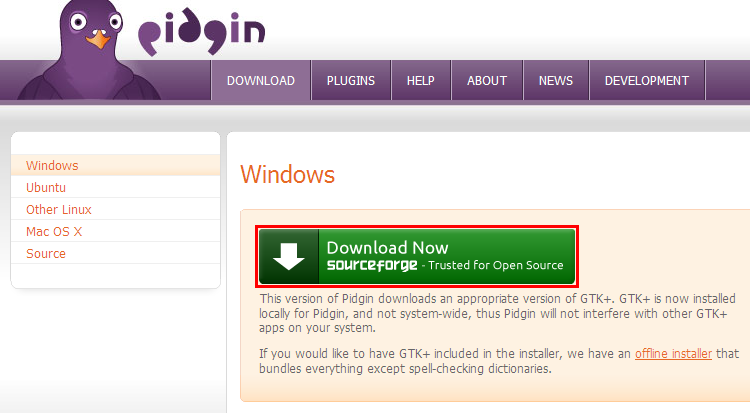 pidgin
DOWNLOAD
PLUGINS
HELP
ABOUT
NEWS
DEVELOPMENT
Windows
Ubuntu
Other Linux
Mac OS X
Source
Windows
Download Now
sourceforge - Trusted for Open Source
This version of Pidgin downloads an apropriate version of GTK+. GTK+ is now installed
locally for Pidgin, and not system-wide, thus Pidgin will not interfere with other GTK+
apps on your system.
If you would like to have GTK+ included in the installer, we have an offline installer that
bundles everything except spell-checking dictionaries.